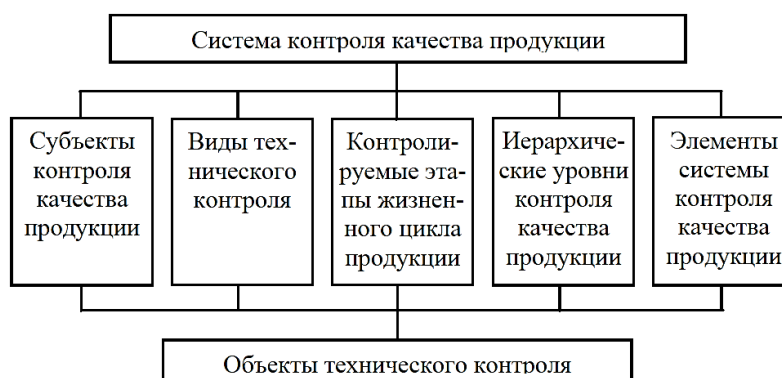 Система контроля качества продукции
Субъекты
контроля
качества
продукции
Виды тех-
нического
контроля
Контроли-
руемые эта-
пы жизнен-
ного цикла
продукции
Иерархиче-
ские уровни
контроля
качества
продукции
Элементы
системы
контроля
качества
продукции
Объекты технического контроля